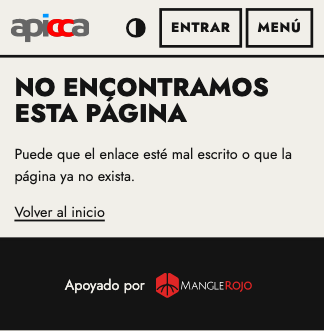 apicca
ENTRAR
MENÚ
NO ENCONTRAMOS
ESTA PÁGINA
Puede que el enlace esté mal escrito o que la
página ya no exista.
Volver al inicio
Apoyado por
MANGLEROJO